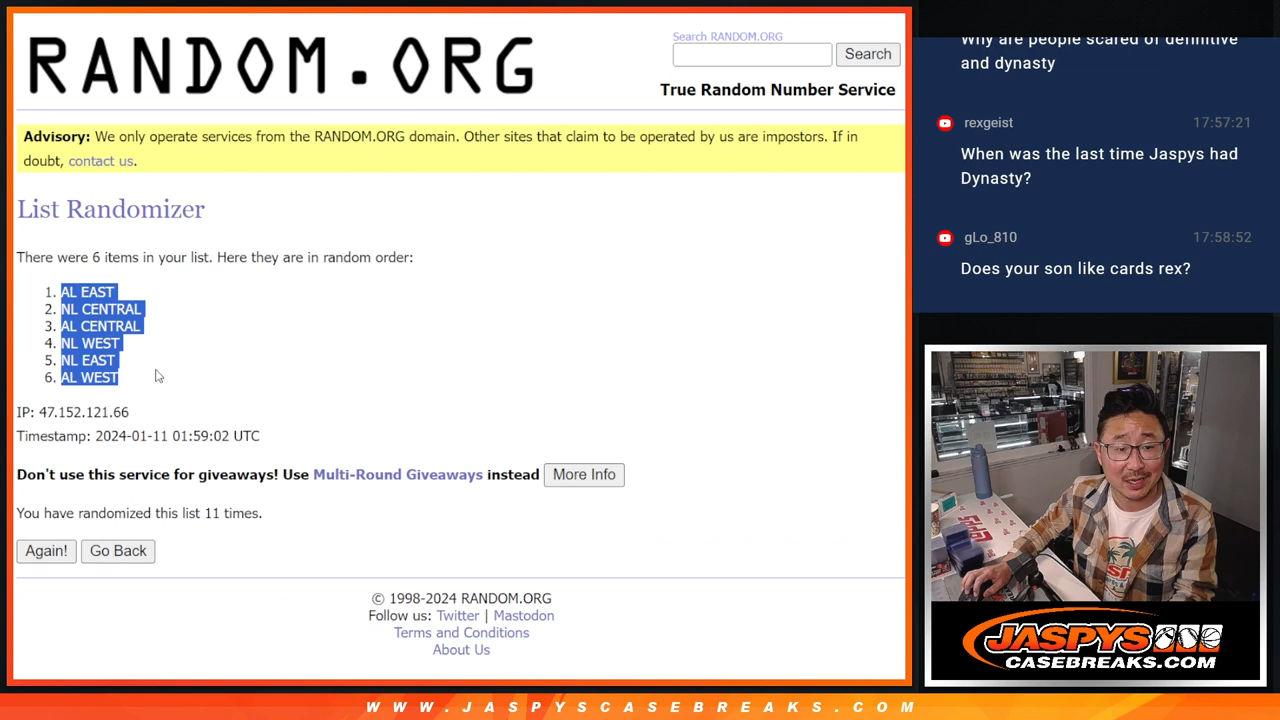 RANDOM.ORG
Search RANDOM.ORG
Search
True Random Number Service
Advisory: We only operate services from the RANDOM.ORG domain. Other sites that claim to be operated by us are impostors. If in
doubt, contact us.
List Randomizer
There were 6 items in your list. Here they are in random order:
1. AL EAST
2. NL CENTRAL
3. AL CENTRAL
4. NL WEST
5. NL EAST
6. AL WEST
IP: 47.152.121.66
Timestamp: 2024-01-11 01:59:02 UTC
Don't use this service for giveaways! Use Multi-Round Giveaways instead More Info
You have randomized this list 11 times.
Again! Go Back
© 1998-2024 RANDOM.ORG
Follow us: Twitter | Mastodon
Terms and Conditions
About Us
Why are people scared of definitive
and dynasty
rexgeist 17:57:21
When was the last time Jaspys had
Dynasty?
gLo_810 17:58:52
Does your son like cards rex?
JASPYS
CASEBREAKS.COM
WWW.JASPYSCASEBREAKS.COM